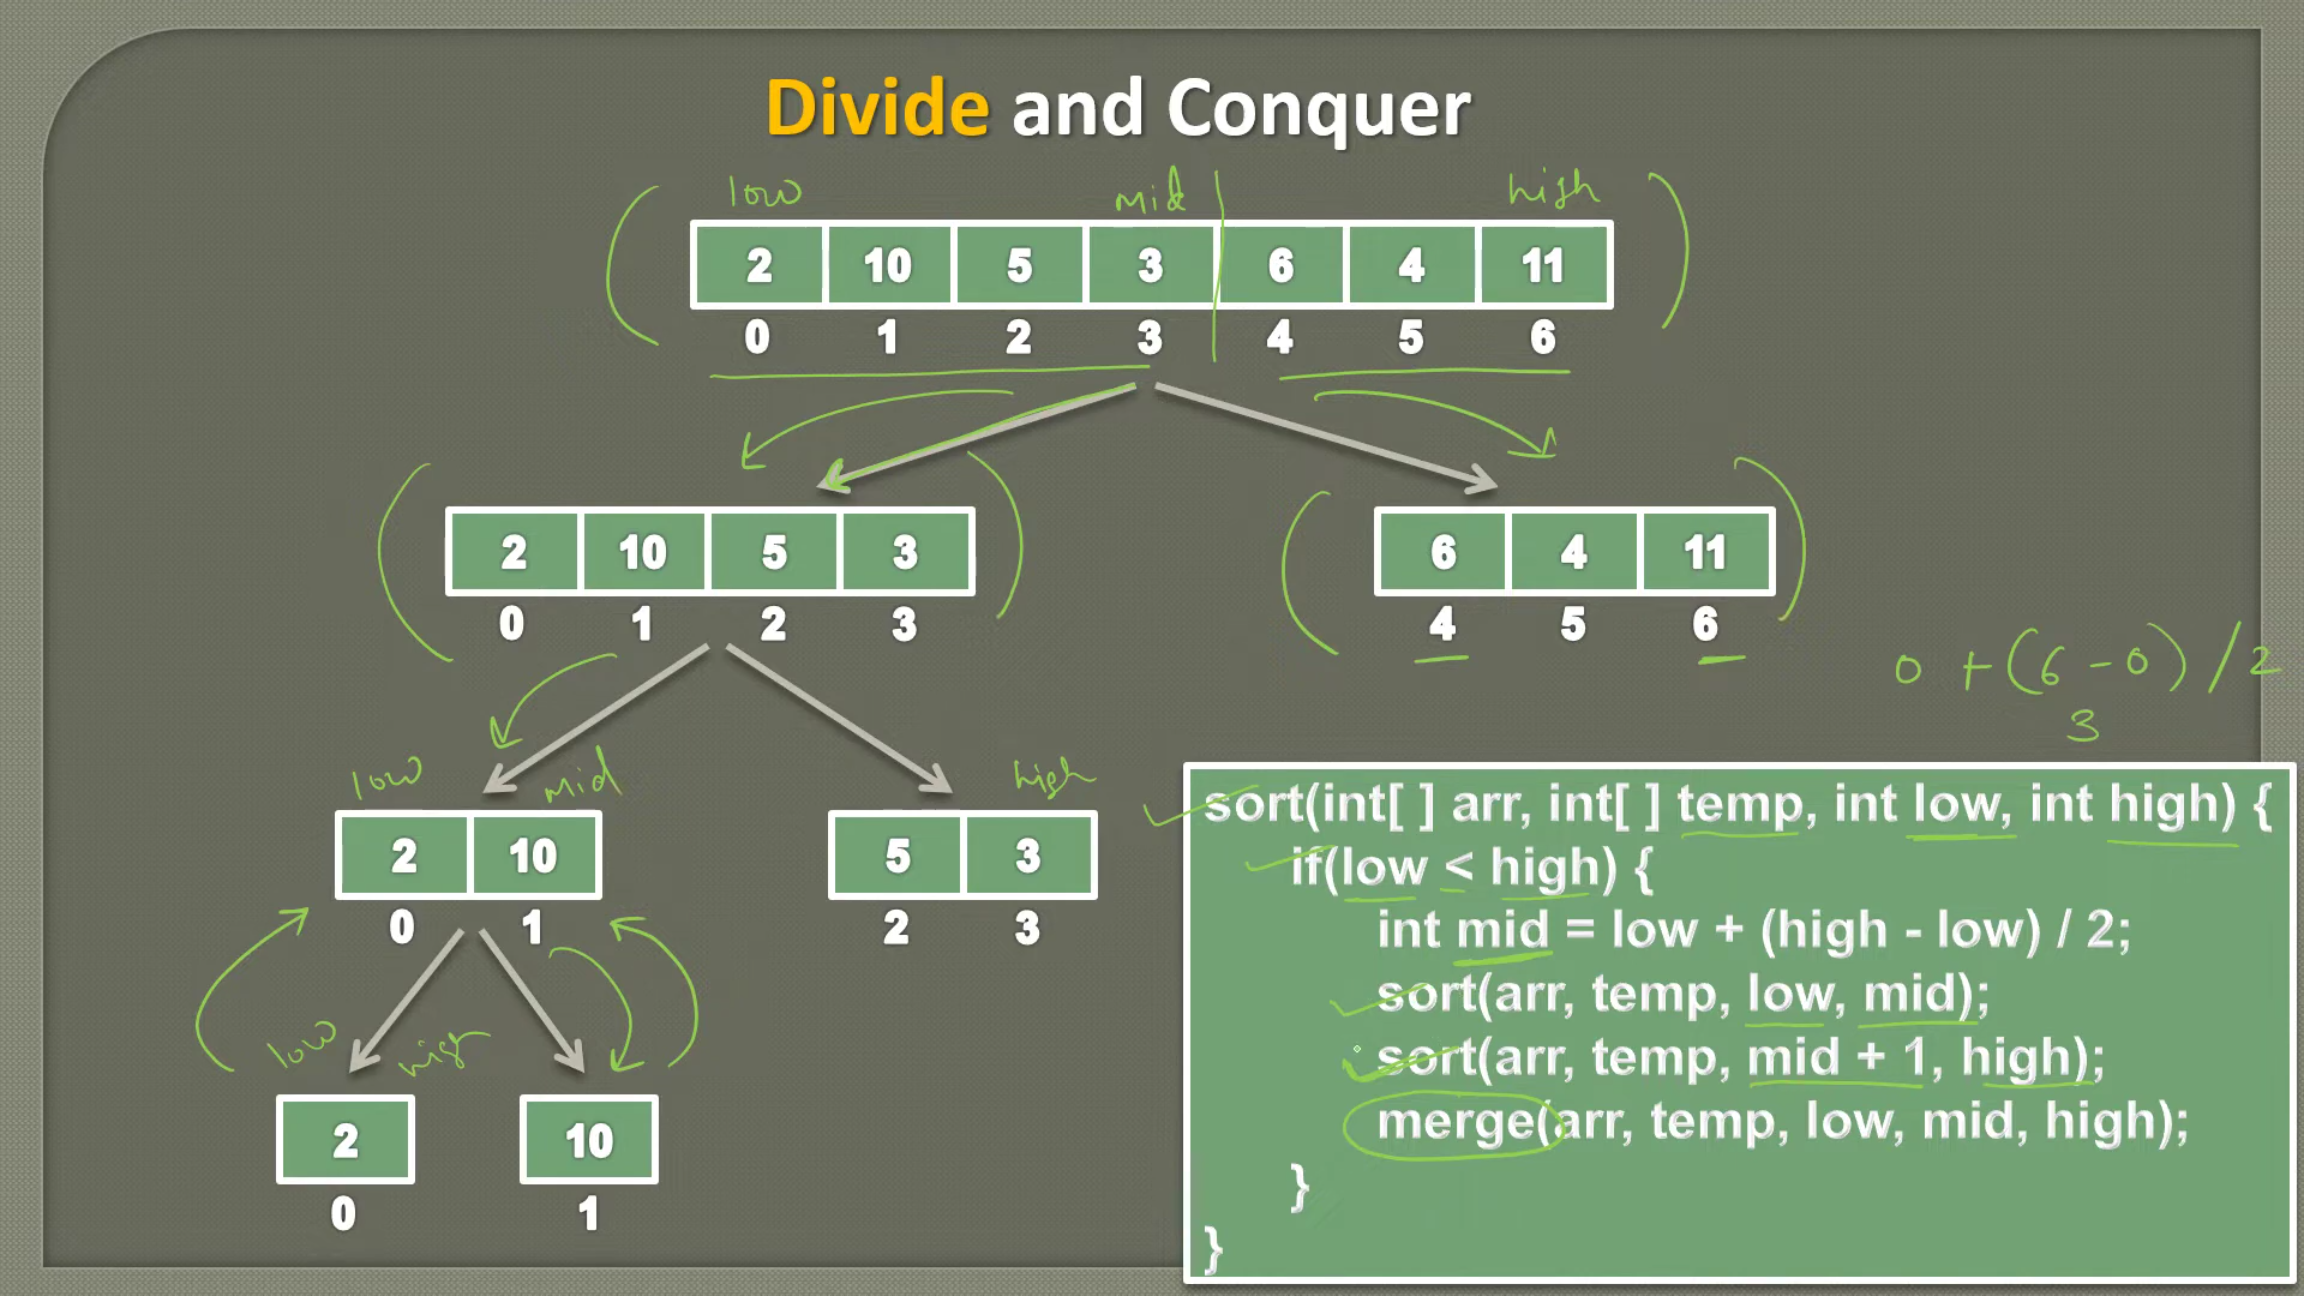 Divide and Conquer
low mid high
2 10 5 3 6 4 11
0 1 2 3 4 5 6
2 10 5 3
0 1 2 3
6 4 11
4 5 6
0 + (6 - 0) / 2
3
low mid high
2 10
0 1
5 3
2 3
low high
2 10
0 1
sort(int[ ] arr, int[ ] temp, int low, int high) {
if(low < high) {
int mid = low + (high - low) / 2;
sort(arr, temp, low, mid);
sort(arr, temp, mid + 1, high);
merge(arr, temp, low, mid, high);
}
}